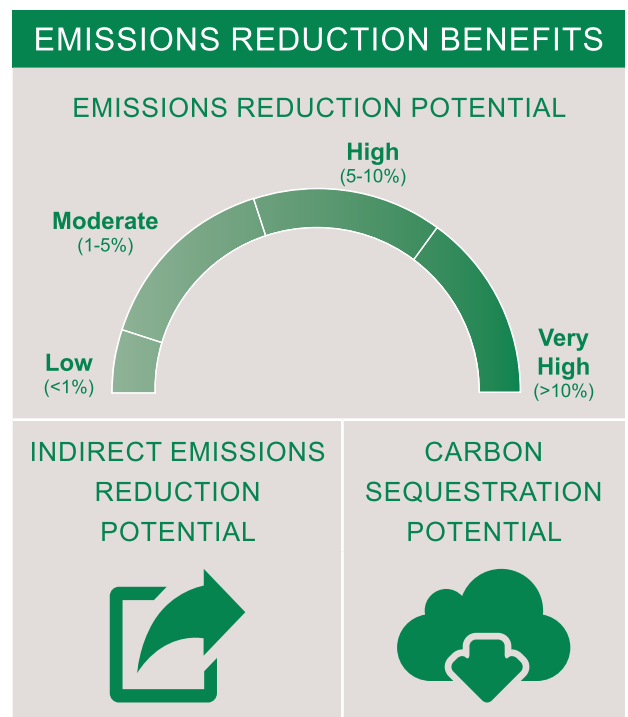 EMISSIONS REDUCTION BENEFITS
EMISSIONS REDUCTION POTENTIAL
High
(5-10%)
Moderate
(1-5%)
Low
(<1%)
Very
High
(>10%)
INDIRECT EMISSIONS
REDUCTION
POTENTIAL
CARBON
SEQUESTRATION
POTENTIAL